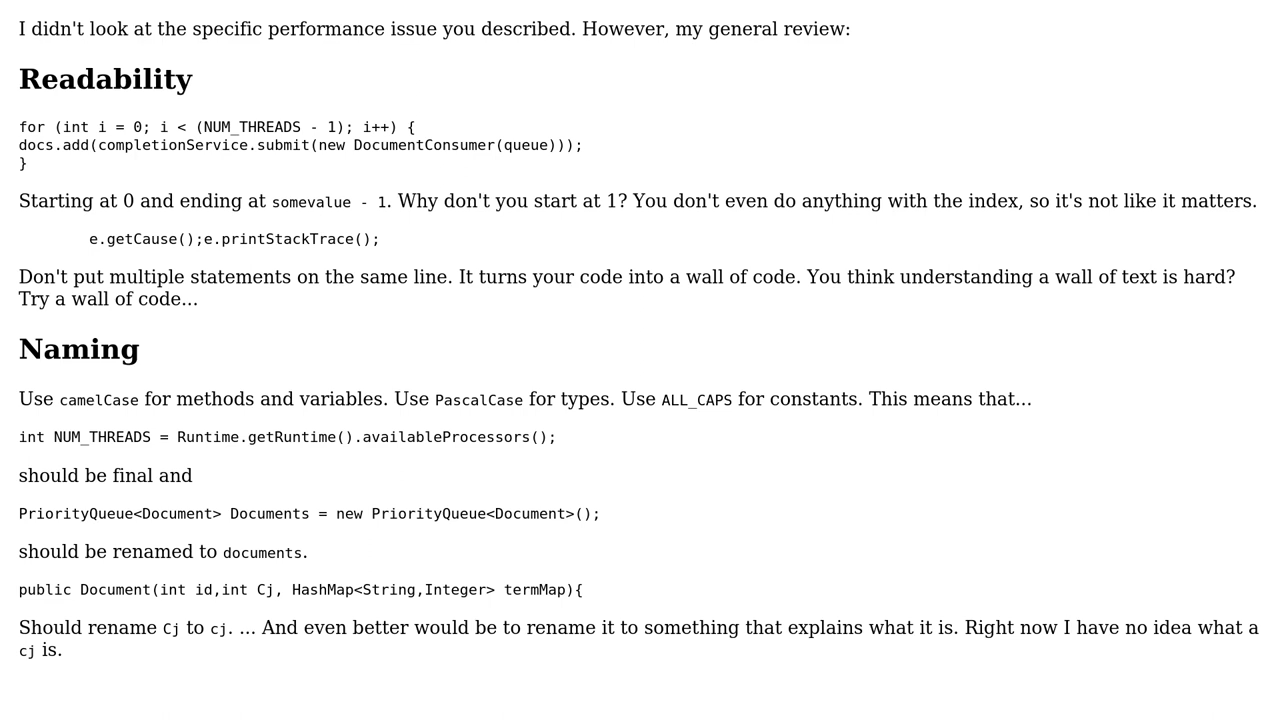 I didn't look at the specific performance issue you described. However, my general review:
Readability
for (int i = 0; i < (NUM_THREADS - 1); i++) {
docs.add(completionService.submit(new DocumentConsumer(queue)));
}
Starting at 0 and ending at somevalue - 1. Why don't you start at 1? You don't even do anything with the index, so it's not like it matters.
e.getCause();e.printStackTrace();
Don't put multiple statements on the same line. It turns your code into a wall of code. You think understanding a wall of text is hard?
Try a wall of code...
Naming
Use camelCase for methods and variables. Use PascalCase for types. Use ALL_CAPS for constants. This means that...
int NUM_THREADS = Runtime.getRuntime().availableProcessors();
should be final and
PriorityQueue<Document> Documents = new PriorityQueue<Document>();
should be renamed to documents.
public Document(int id,int Cj, HashMap<String,Integer> termMap){
Should rename Cj to cj. ... And even better would be to rename it to something that explains what it is. Right now I have no idea what a
cj is.